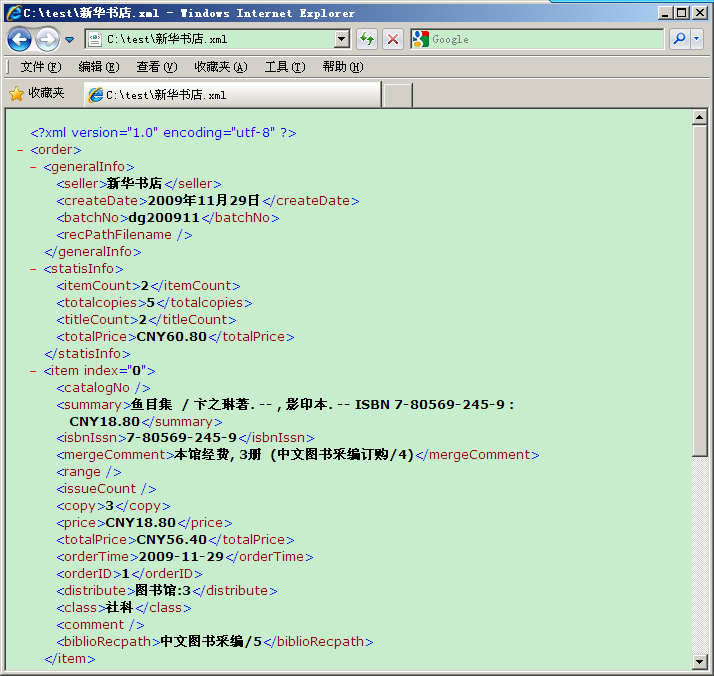 C:\test\新华书店.xml - Windows Internet Explorer
C:\test\新华书店.xml
Google
文件(F) 编辑(E) 查看(V) 收藏夹(A) 工具(T) 帮助(H)
收藏夹 C:\test\新华书店.xml
<?xml version="1.0" encoding="utf-8" ?>
- <order>
- <generalInfo>
<seller>新华书店</seller>
<createDate>2009年11月29日</createDate>
<batchNo>dg200911</batchNo>
<recPathFilename />
</generalInfo>
- <statisInfo>
<itemCount>2</itemCount>
<totalcopies>5</totalcopies>
<titleCount>2</titleCount>
<totalPrice>CNY60.80</totalPrice>
</statisInfo>
- <item index="0">
<catalogNo />
<summary>鱼目集 / 卞之琳著. -- , 影印本. -- ISBN 7-80569-245-9 :
CNY18.80</summary>
<isbnIssn>7-80569-245-9</isbnIssn>
<mergeComment>本馆经费, 3册 (中文图书采编订购/4)</mergeComment>
<range />
<issueCount />
<copy>3</copy>
<price>CNY18.80</price>
<totalPrice>CNY56.40</totalPrice>
<orderTime>2009-11-29</orderTime>
<orderID>1</orderID>
<distribute>图书馆:3</distribute>
<class>社科</class>
<comment />
<biblioRecpath>中文图书采编/5</biblioRecpath>
</item>